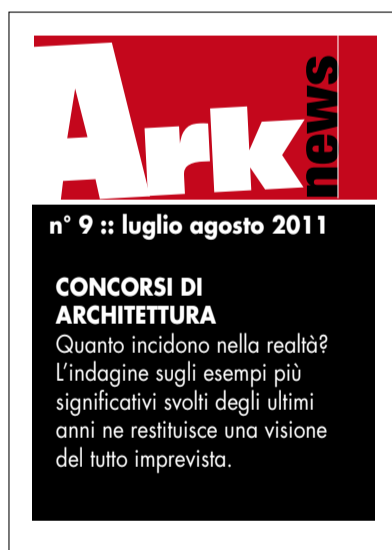 Ark
news
n° 9 :: luglio agosto 2011
CONCORSI DI
ARCHITETTURA
Quanto incidono nella realtà?
L'indagine sugli esempi più
significativi svolti degli ultimi
anni ne restituisce una visione
del tutto imprevista.